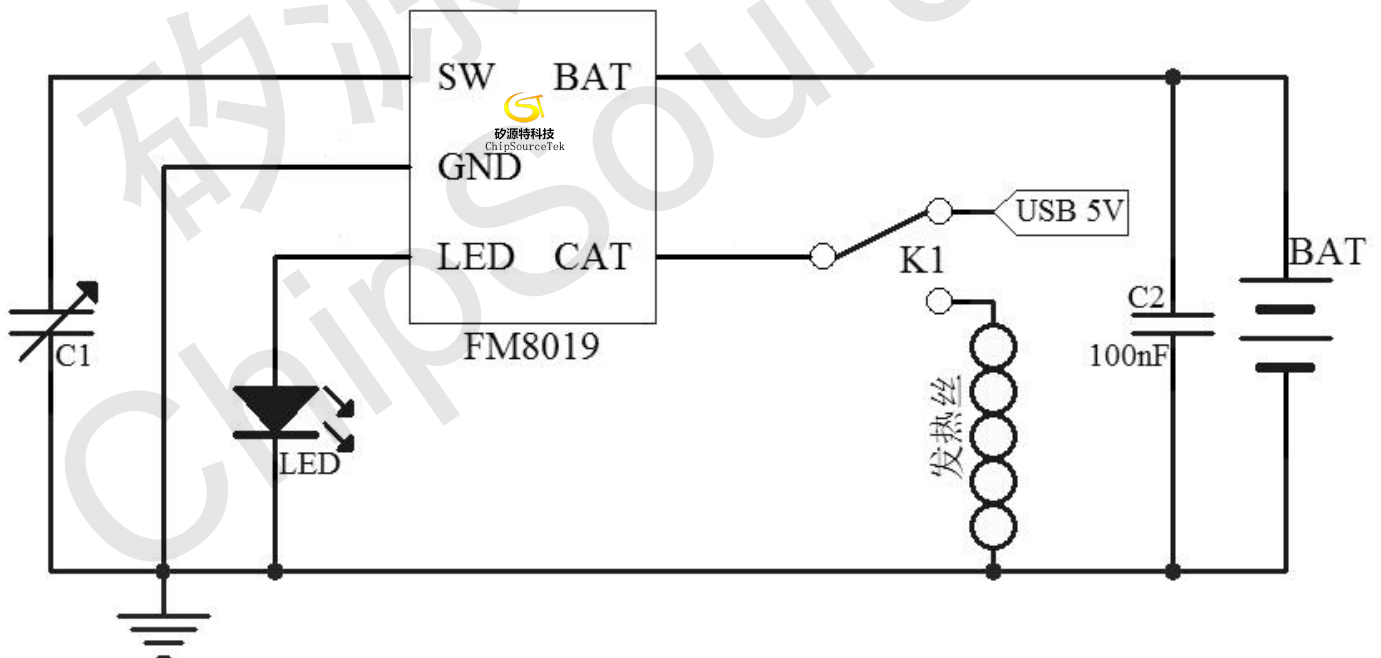 矽源
ChipSour
SW BAT
矽源特科技
ChipSourceTek
GND
USB 5V
LED CAT
K1
BAT
C2
FM8019
C1
100nF
发热丝
LED